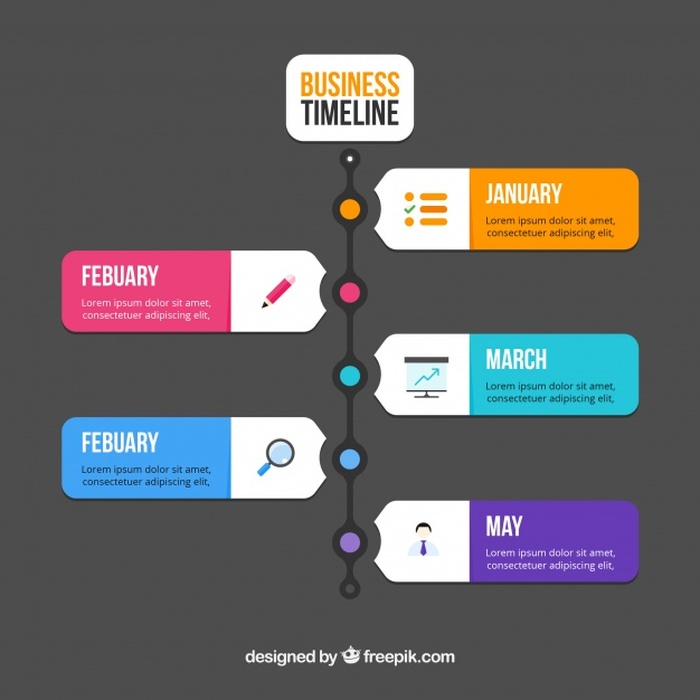 BUSINESS
TIMELINE
JANUARY
Lorem ipsum dolor sit amet,
consectetuer adipiscing elit,
FEBUARY
Lorem ipsum dolor sit amet,
consectetuer adipiscing elit,
MARCH
Lorem ipsum dolor sit amet,
consectetuer adipiscing elit,
FEBUARY
Lorem ipsum dolor sit amet,
consectetuer adipiscing elit,
MAY
Lorem ipsum dolor sit amet,
consectetuer adipiscing elit,
designed by freepik.com